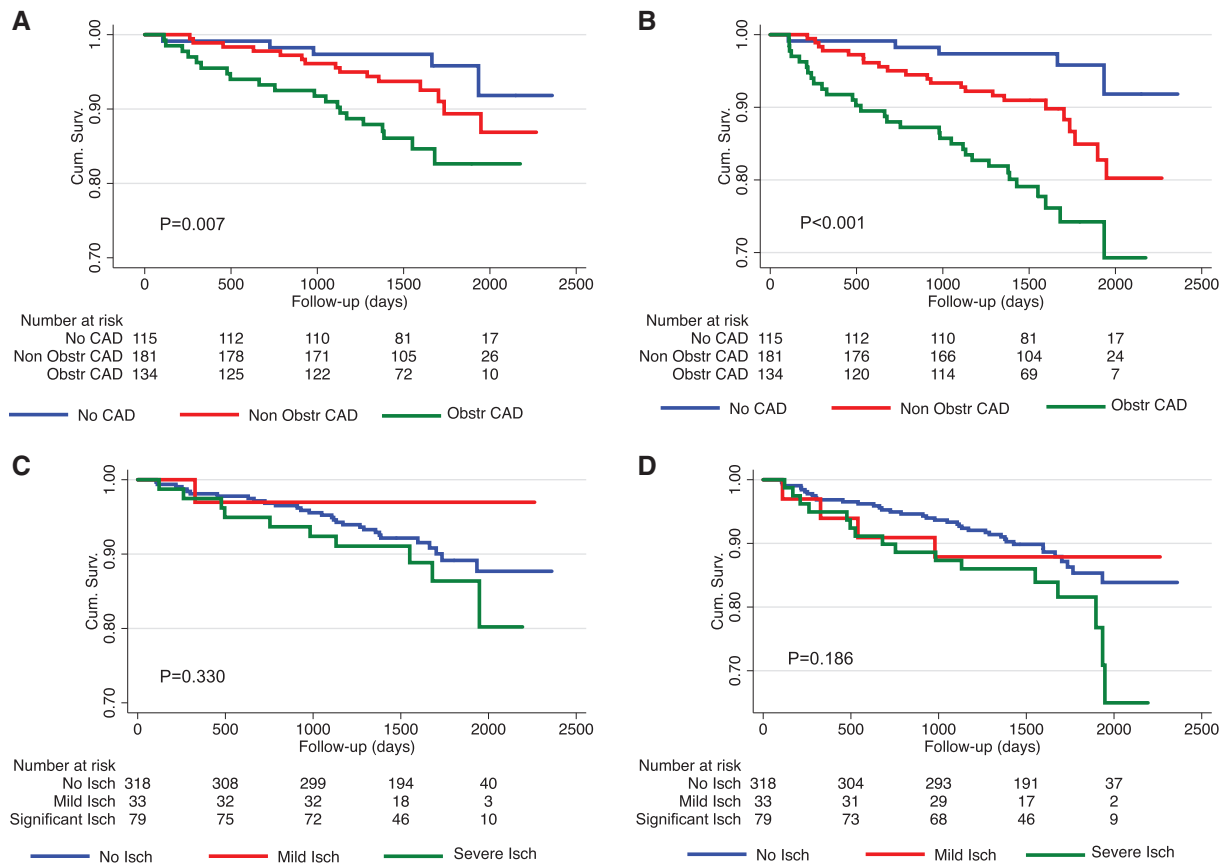 A
Cum. Surv.
1.00
0.90
0.80
0.70
P=0.007
0 500 1000 1500 2000 2500
Follow-up (days)
Number at risk
No CAD 115 112 110 81 17
Non Obstr CAD 181 178 171 105 26
Obstr CAD 134 125 122 72 10
No CAD Non Obstr CAD Obstr CAD
B
Cum. Surv.
1.00
0.90
0.80
0.70
P<0.001
0 500 1000 1500 2000 2500
Follow-up (days)
Number at risk
No CAD 115 112 110 81 17
Non Obstr CAD 181 176 166 104 24
Obstr CAD 134 120 114 69 7
No CAD Non Obstr CAD Obstr CAD
C
Cum. Surv.
1.00
0.90
0.80
0.70
P=0.330
0 500 1000 1500 2000 2500
Follow-up (days)
Number at risk
No Isch 318 308 299 194 40
Mild Isch 33 32 32 18 3
Significant Isch 79 75 72 46 10
No Isch Mild Isch Severe Isch
D
Cum. Surv.
1.00
0.90
0.80
0.70
P=0.186
0 500 1000 1500 2000 2500
Follow-up (days)
Number at risk
No Isch 318 304 293 191 37
Mild Isch 33 31 29 17 2
Significant Isch 79 73 68 46 9
No Isch Mild Isch Severe Isch